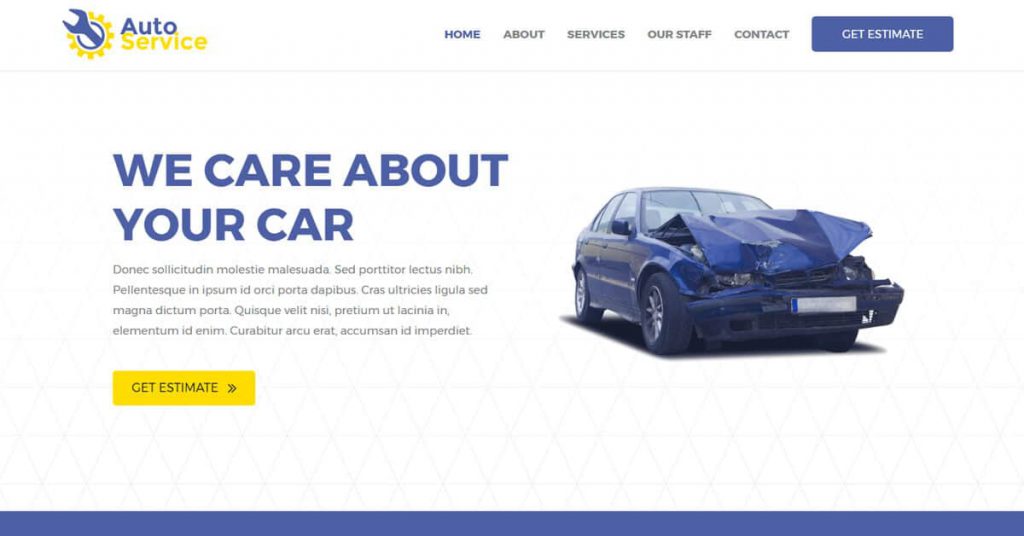 Auto
Service
HOME ABOUT SERVICES OUR STAFF CONTACT GET ESTIMATE
WE CARE ABOUT
YOUR CAR
Donec sollicitudin molestie malesuada. Sed porttitor lectus nibh.
Pellentesque in ipsum id orci porta dapibus. Cras ultricies ligula sed
magna dictum porta. Quisque velit nisi, pretium ut lacinia in,
elementum id enim. Curabitur arcu erat, accumsan id imperdiet.
GET ESTIMATE »